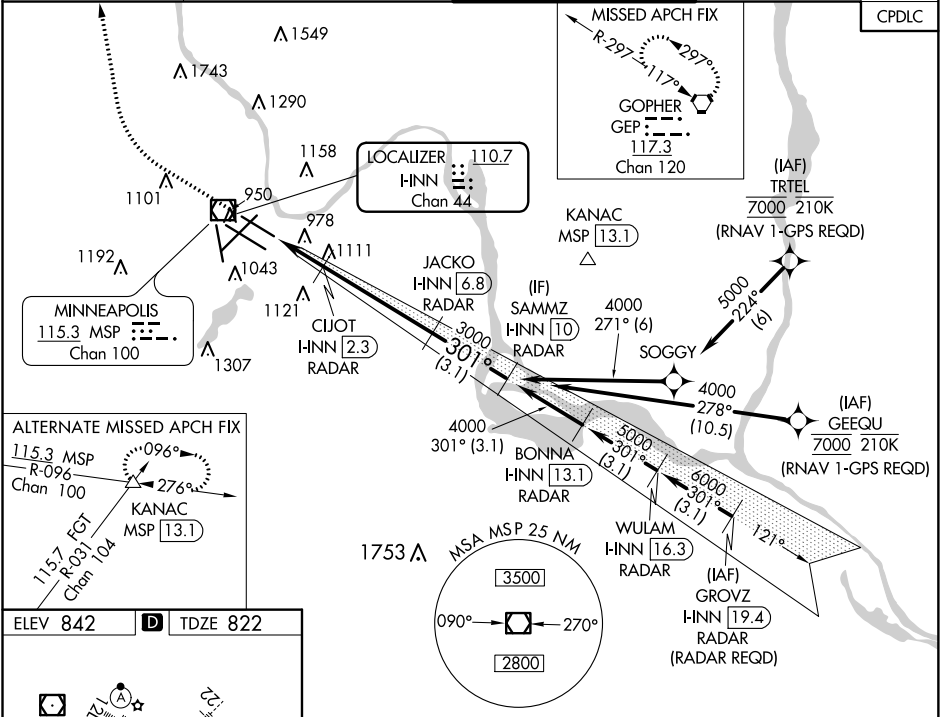 CPDLC
MISSED APCH FIX
R-297
297°
117°
GOPHER
GEP
117.3
Chan 120
1549
1743
1290
1158
1101
950
978
1111
1192
1043
1121
1307
LOCALIZER 110.7
I-INN
Chan 44
MINNEAPOLIS
115.3 MSP
Chan 100
KANAC
MSP 13.1
(IAF)
TRTEL
7000 210K
(RNAV 1-GPS REQD)
5000
224°
(6)
JACKO
I-INN 6.8
RADAR
(IF)
SAMMZ
I-INN 10
RADAR
4000
271° (6)
SOGGY
CIJOT
I-INN 2.3
RADAR
3000
301°
(3.1)
4000
278°
(10.5)
(IAF)
GEEQU
7000 210K
(RNAV 1-GPS REQD)
4000
301° (3.1)
BONNA
I-INN 13.1
RADAR
5000
301°
(3.1)
6000
301°
(3.1)
121°
WULAM
I-INN 16.3
RADAR
(IAF)
GROVZ
I-INN 19.4
RADAR
(RADAR REQD)
ALTERNATE MISSED APCH FIX
115.3 MSP
R-096
Chan 100
096°
276°
KANAC
MSP 13.1
115.7 FGT
R-031
Chan 104
1753
MSA MSP 25 NM
3500
090°
270°
2800
ELEV 842
D
TDZE 822
A
22